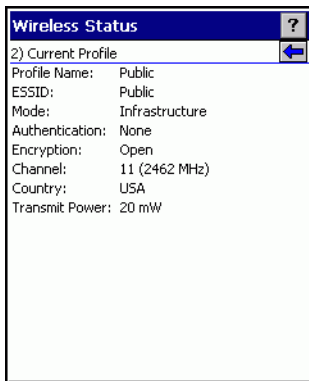 Wireless Status ?
2) Current Profile
Profile Name: Public
ESSID: Public
Mode: Infrastructure
Authentication: None
Encryption: Open
Channel: 11 (2462 MHz)
Country: USA
Transmit Power: 20 mW